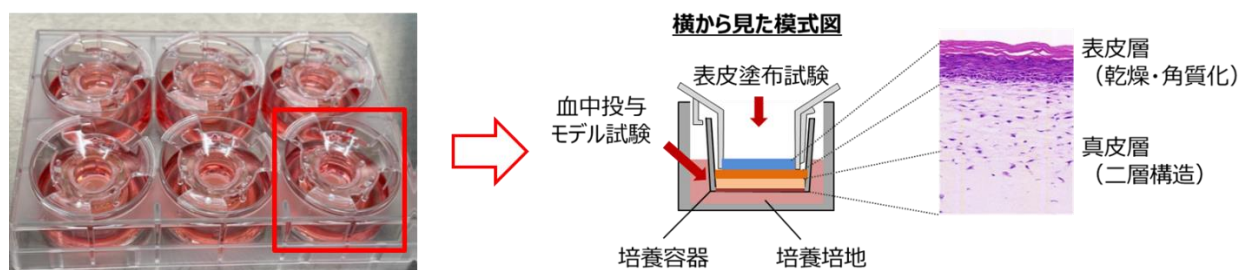 横から見た模式図
表皮塗布試験
血中投与
モデル試験
培養容器
培養培地
表皮層
（乾燥・角質化）
真皮層
（二層構造）